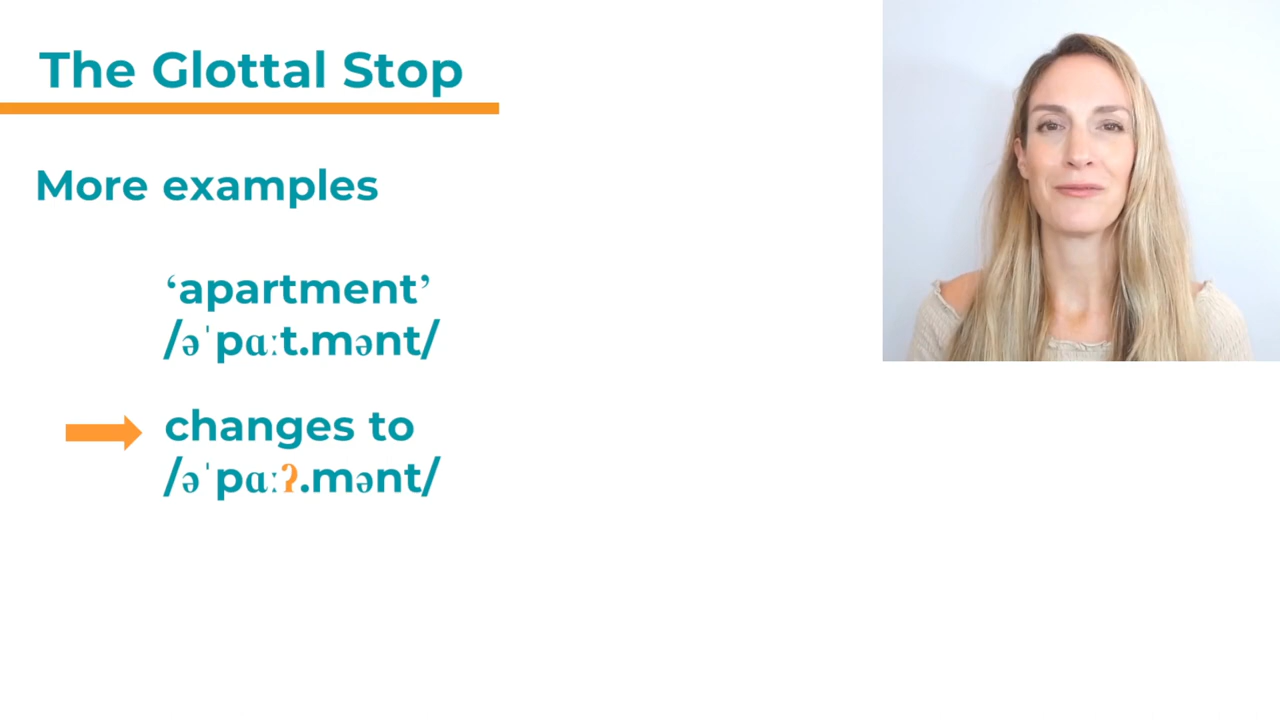 The Glottal Stop
More examples
‘apartment’
/əˈpɑːt.mənt/
changes to
/əˈpɑːʔ.mənt/